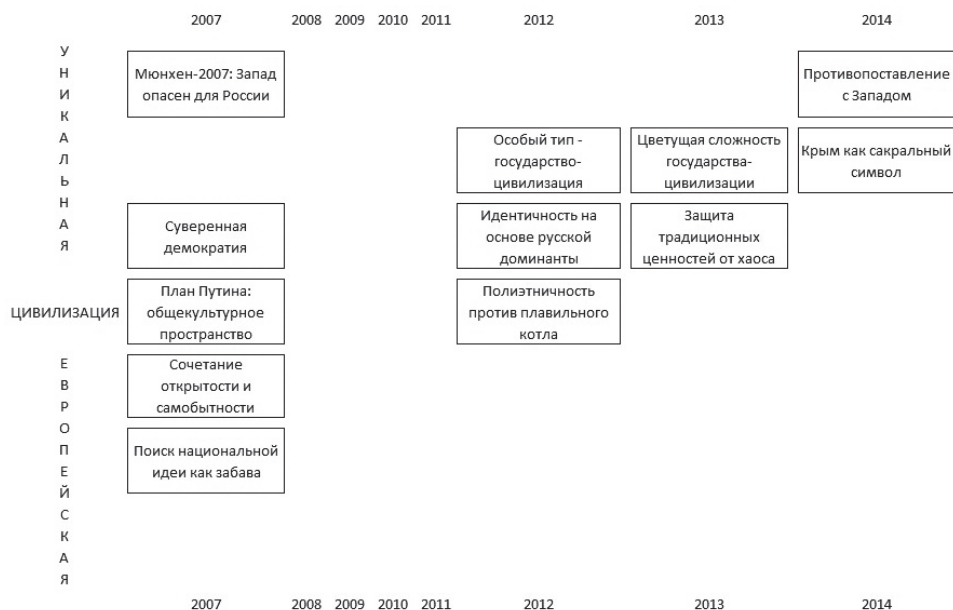 2007 2008 2009 2010 2011 2012 2013 2014
УНИКАЛЬНАЯ
Мюнхен-2007: Запад
опасен для России
Противопоставление
с Западом
Особый тип -
государство-
цивилизация
Цветущая сложность
государства-
цивилизации
Крым как сакральный
символ
Суверенная
демократия
Идентичность на
основе русской
доминанты
Защита
традиционных
ценностей от хаоса
ЦИВИЛИЗАЦИЯ
План Путина:
общекультурное
пространство
Полиэтничность
против плавильного
котла
ЕВРОПЕЙСКАЯ
Сочетание
открытости и
самобытности
Поиск национальной
идеи как забава
2007 2008 2009 2010 2011 2012 2013 2014